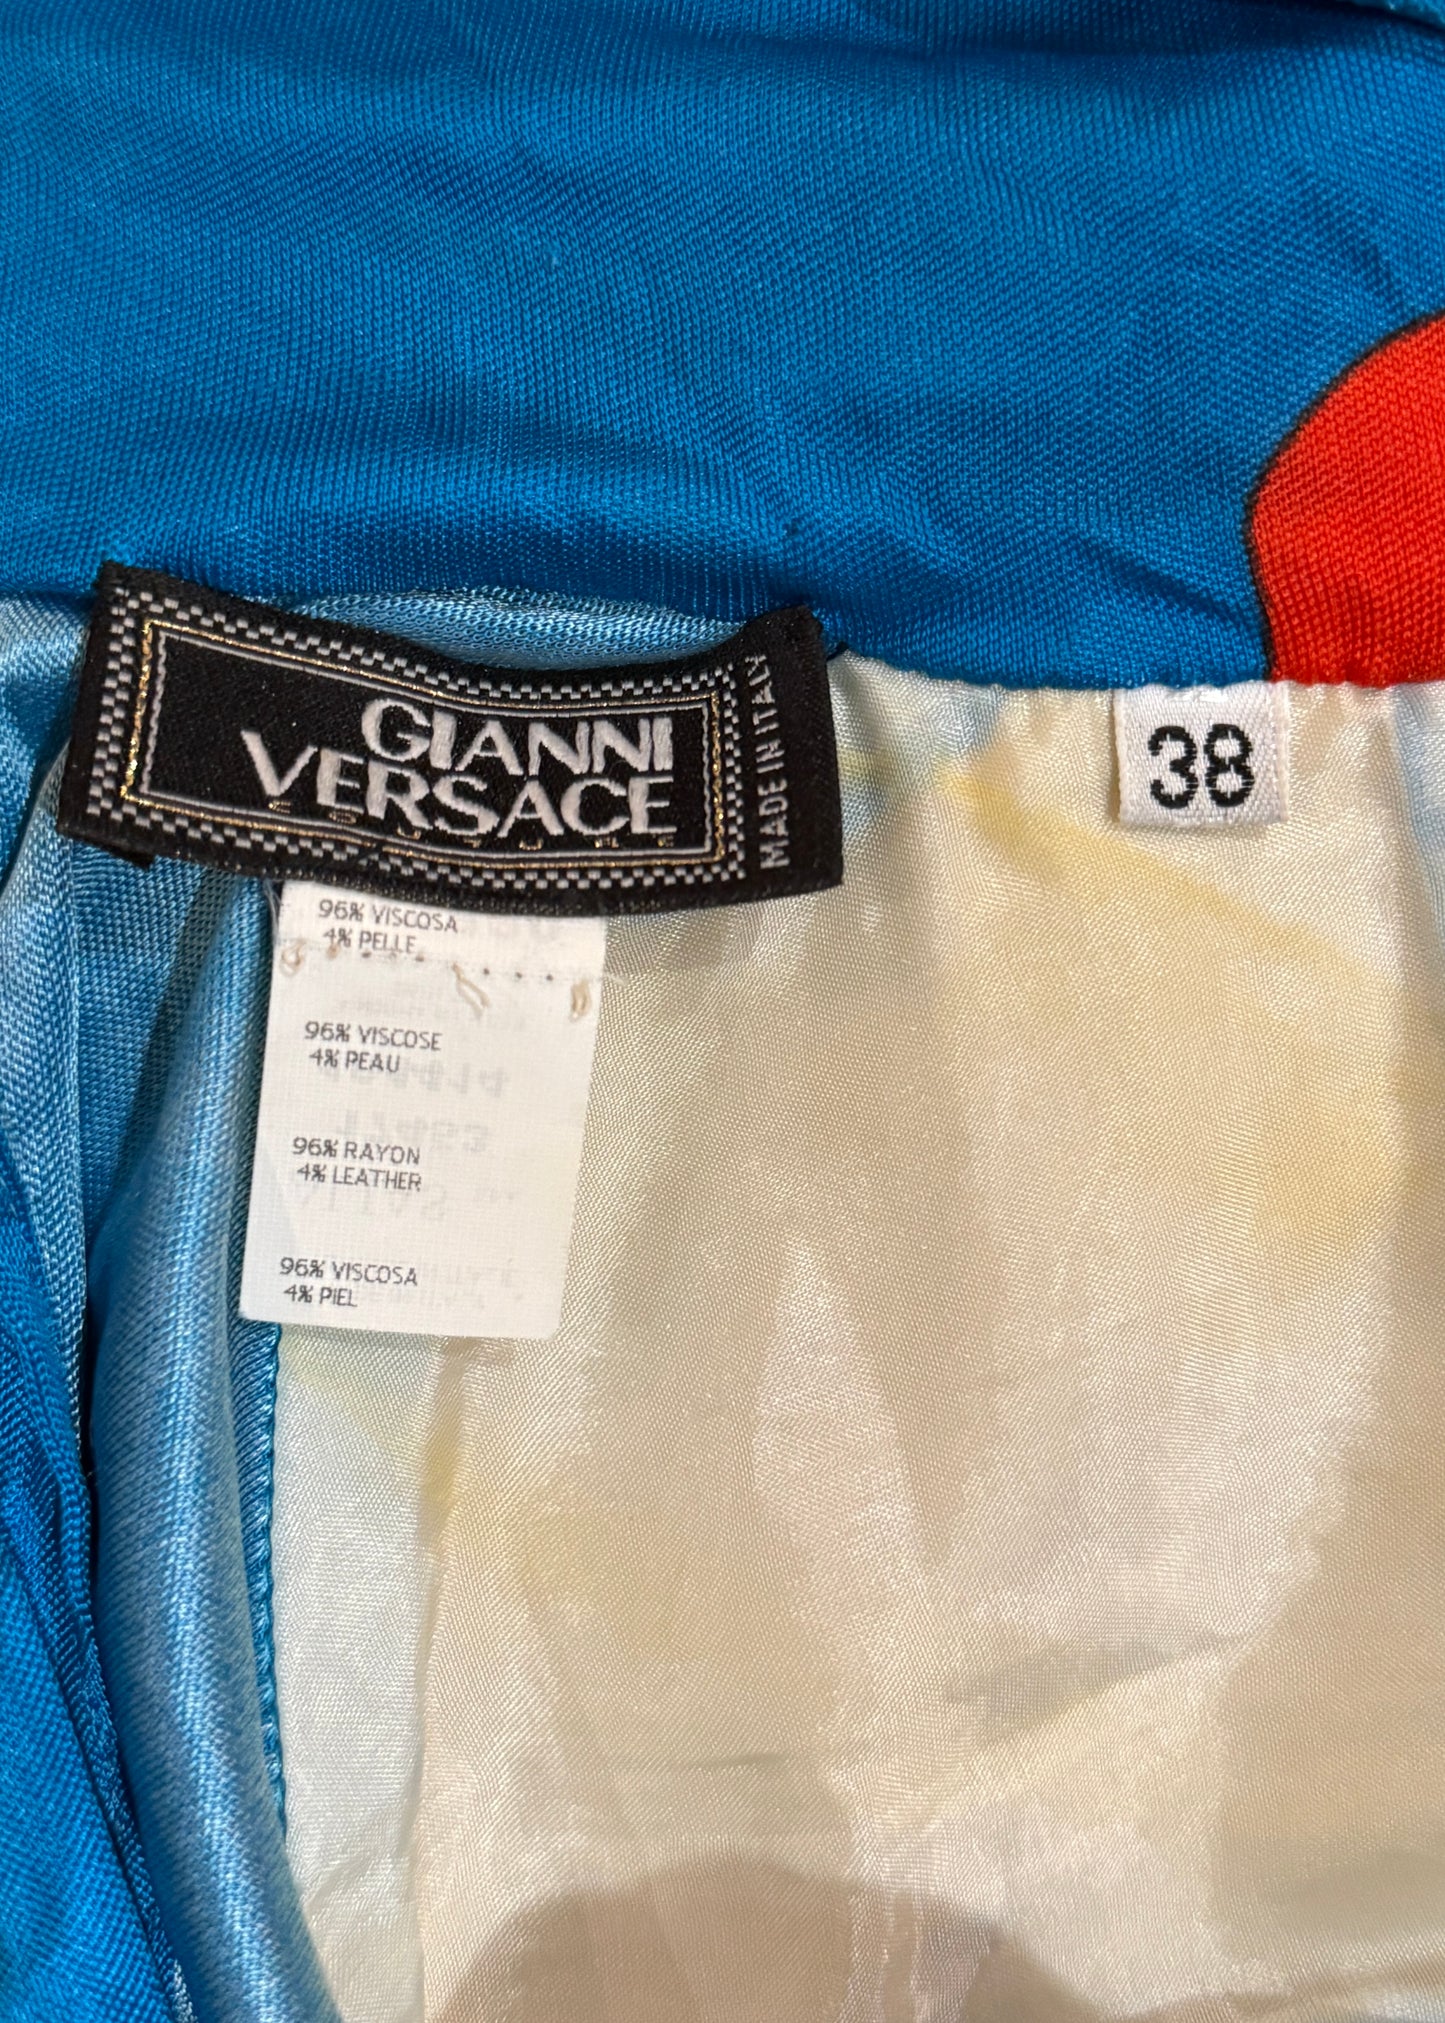 GIANNI
VERSACE
COUTURE
MADE IN ITALY
38
96% VISCOSA
4% PELLE
96% VISCOSE
4% PEAU
96% RAYON
4% LEATHER
96% VISCOSA
4% PIEL